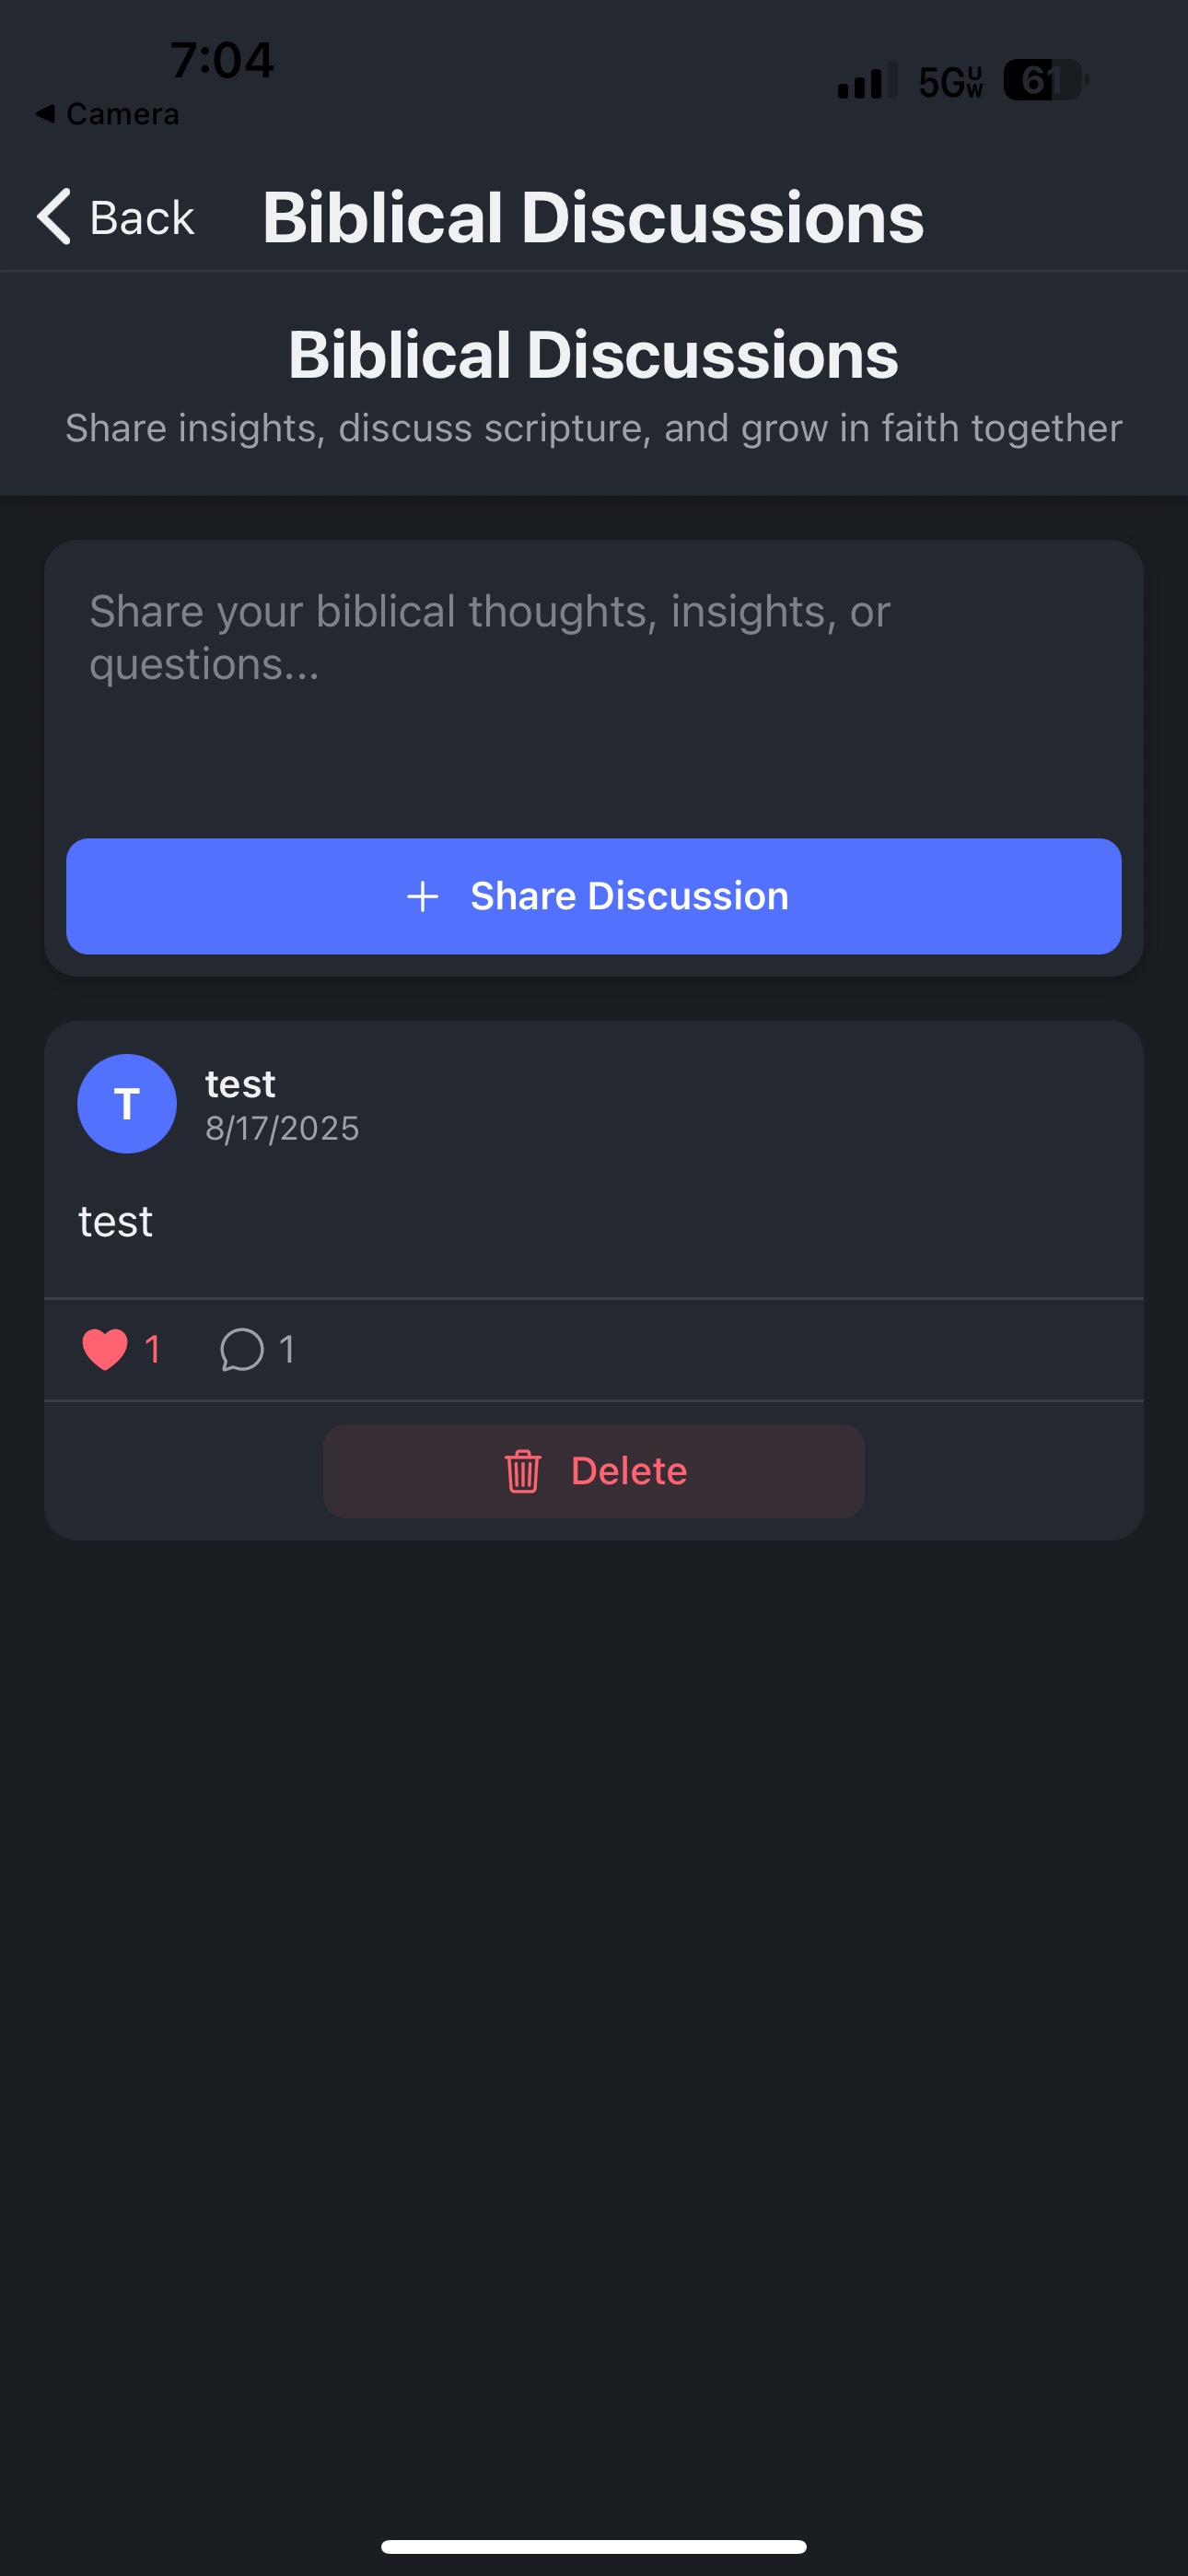 7:04
5G UW
61
◀ Camera
Back
Biblical Discussions
Biblical Discussions
Share insights, discuss scripture, and grow in faith together
Share your biblical thoughts, insights, or
questions...
+ Share Discussion
T
test
8/17/2025
test
1
1
Delete